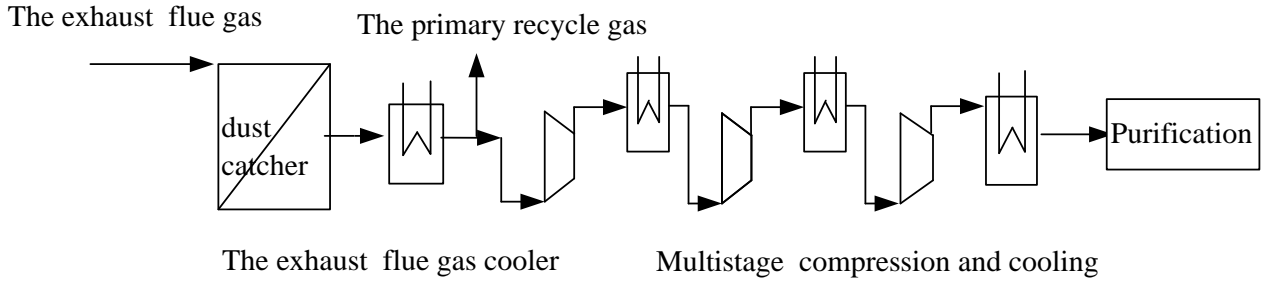 The exhaust flue gas
The primary recycle gas
dust
catcher
Purification
The exhaust flue gas cooler
Multistage compression and cooling